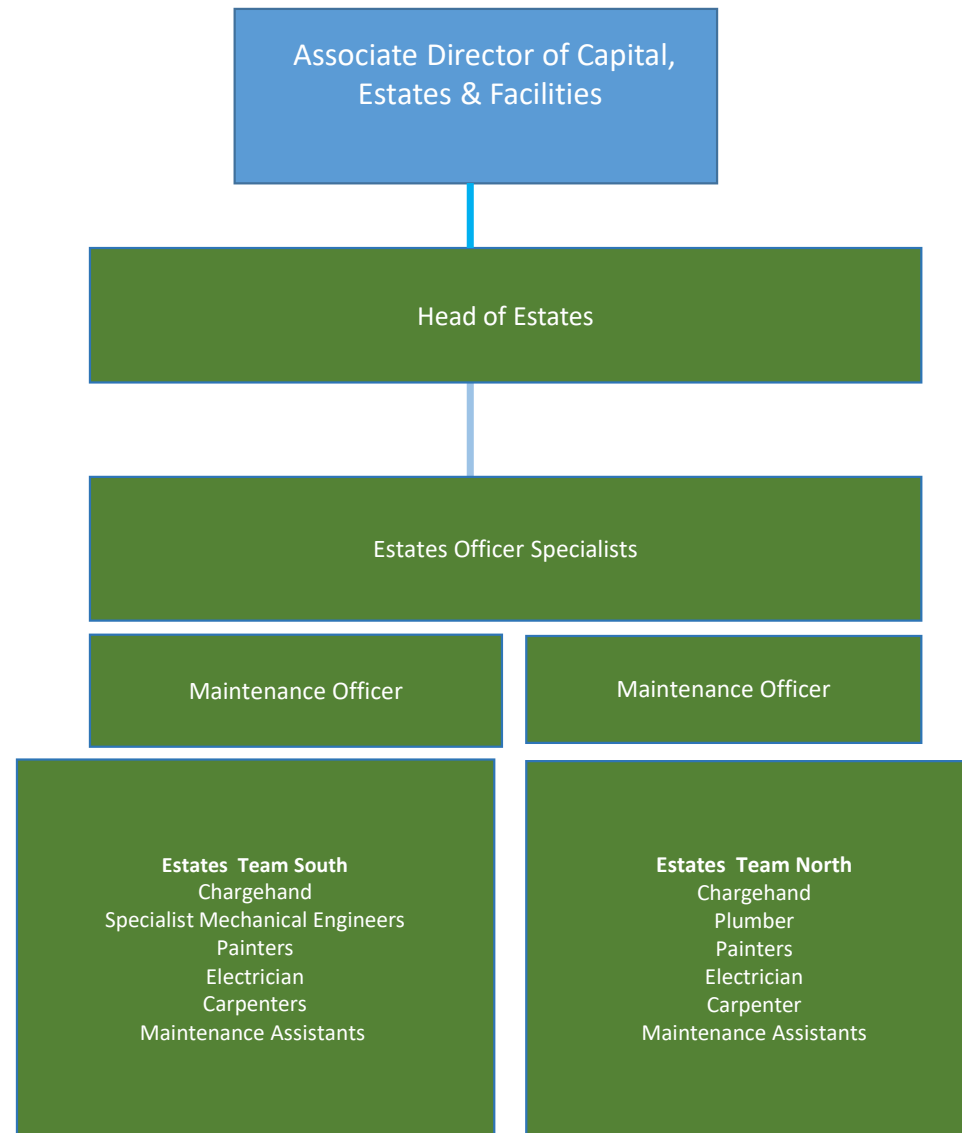 Associate Director of Capital,
Estates & Facilities
Head of Estates
Estates Officer Specialists
Maintenance Officer
Maintenance Officer
Estates  Team South
Chargehand
Specialist Mechanical Engineers
Painters
Electrician
Carpenters
Maintenance Assistants
Estates  Team North
Chargehand
Plumber
Painters
Electrician
Carpenter
Maintenance Assistants